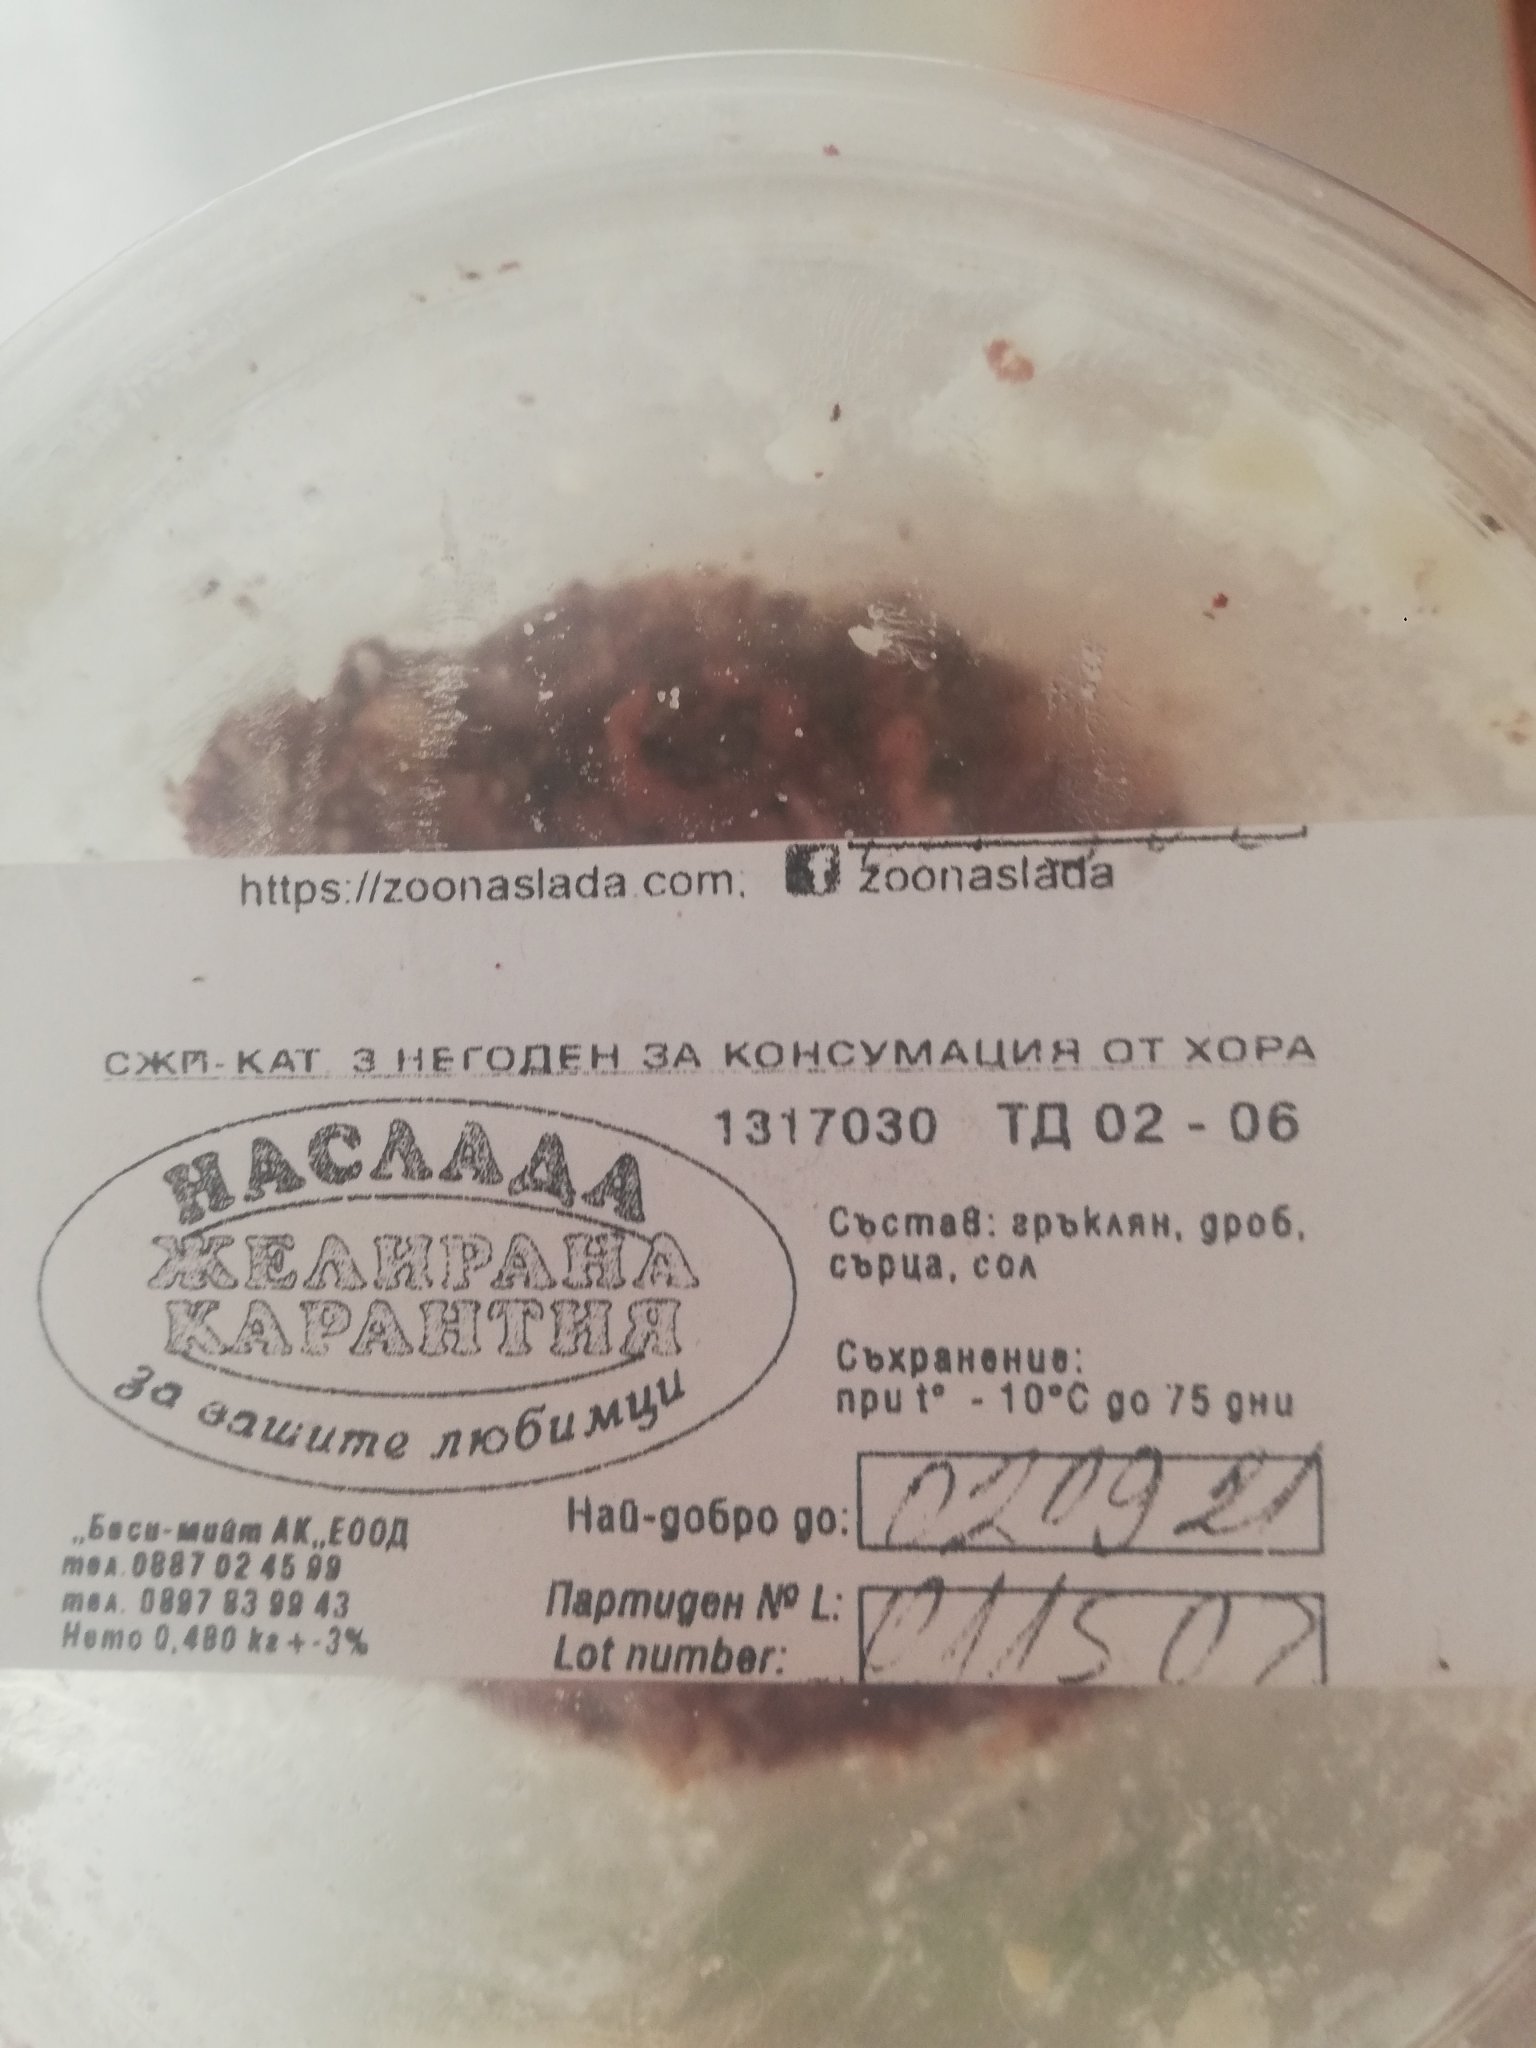 https://zoonaslada.com; zoonaslada
СЖП-КАТ 3 НЕГОДЕН ЗА КОНСУМАЦИЯ ОТ ХОРА
1317030 ТД 02 - 06
НАСЛАДА
ЖЕЛИРАНА
КАРАНТИЯ
за вашите любимци
Състав: гръклян, дроб,
сърца, сол
Съхранение:
при t° - 10°C до 75 дни
Най-добро до: 020921
Партиден № L: 011507
Lot number:
„Беси-мийт АК„ЕООД
тел.0887 02 45 99
тел. 0897 83 99 43
Нето 0,480 кг + -3%